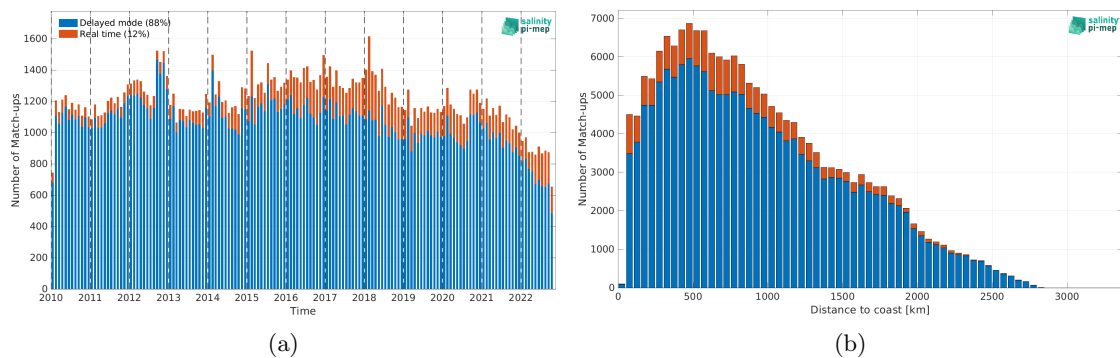 Delayed mode (88%)
Real time (12%)
salinity
pi-mep
Number of Match-ups
1600
1400
1200
1000
800
600
400
200
0
2010 2011 2012 2013 2014 2015 2016 2017 2018 2019 2020 2021 2022
Time
(a)
salinity
pi-mep
Number of Match-ups
7000
6000
5000
4000
3000
2000
1000
0
0 500 1000 1500 2000 2500 3000
Distance to coast [km]
(b)